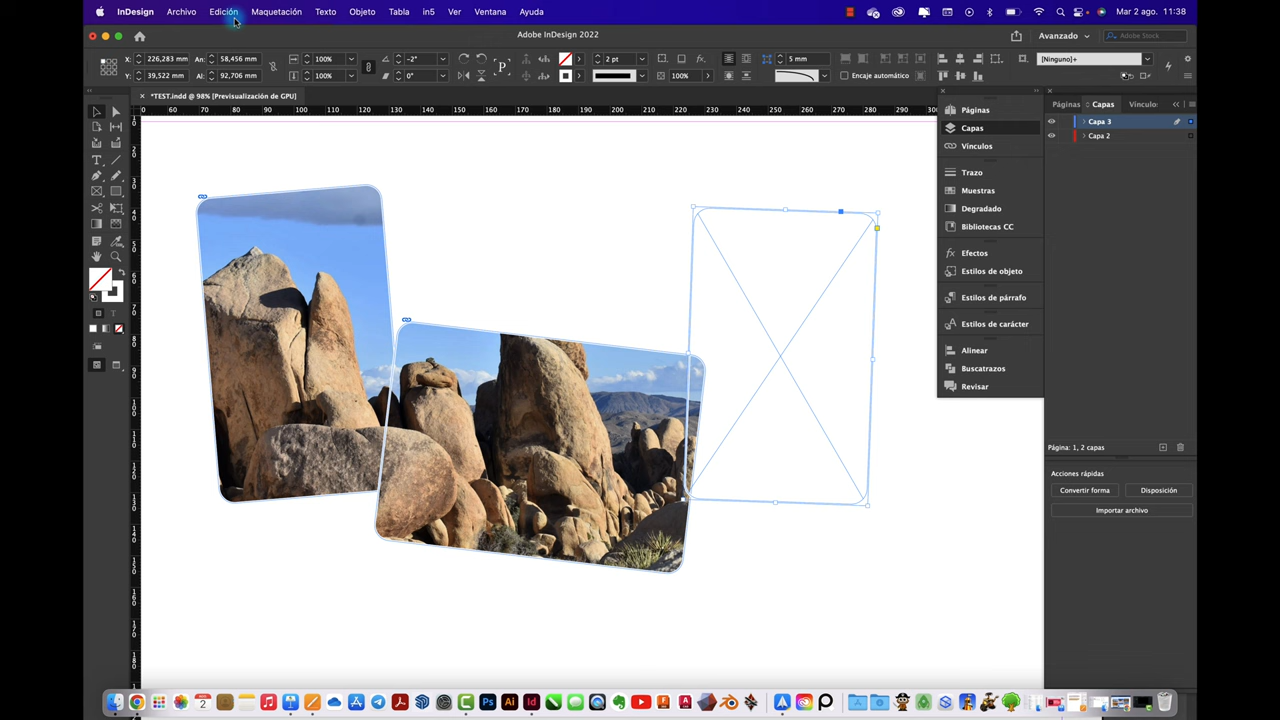 InDesign Archivo Edición Maquetación Texto Objeto Tabla in5 Ver Ventana Ayuda Mar 2 ago. 11:38
Adobe InDesign 2022 Avanzado Adobe Stock
X: 226,283 mm An: 58,456 mm 100% -2° 2 pt 5 mm [Ninguno]+
Y: 39,522 mm Al: 92,706 mm 100% 0° 100% Encaje automático
*TEST.indd @ 98% [Previsualización de GPU]
Páginas Capas Vínculo:
60 70 80 90 100 110 120 130 140 150 160 170 180 190 200 210 220 230 240 250 260 270 280 290
Páginas
Capas
Vínculos
Trazo
Muestras
Degradado
Bibliotecas CC
Efectos
Estilos de objeto
Estilos de párrafo
Estilos de carácter
Alinear
Buscatrazos
Revisar
Capa 3
Capa 2
Página: 1, 2 capas
Acciones rápidas
Convertir forma Disposición
Importar archivo